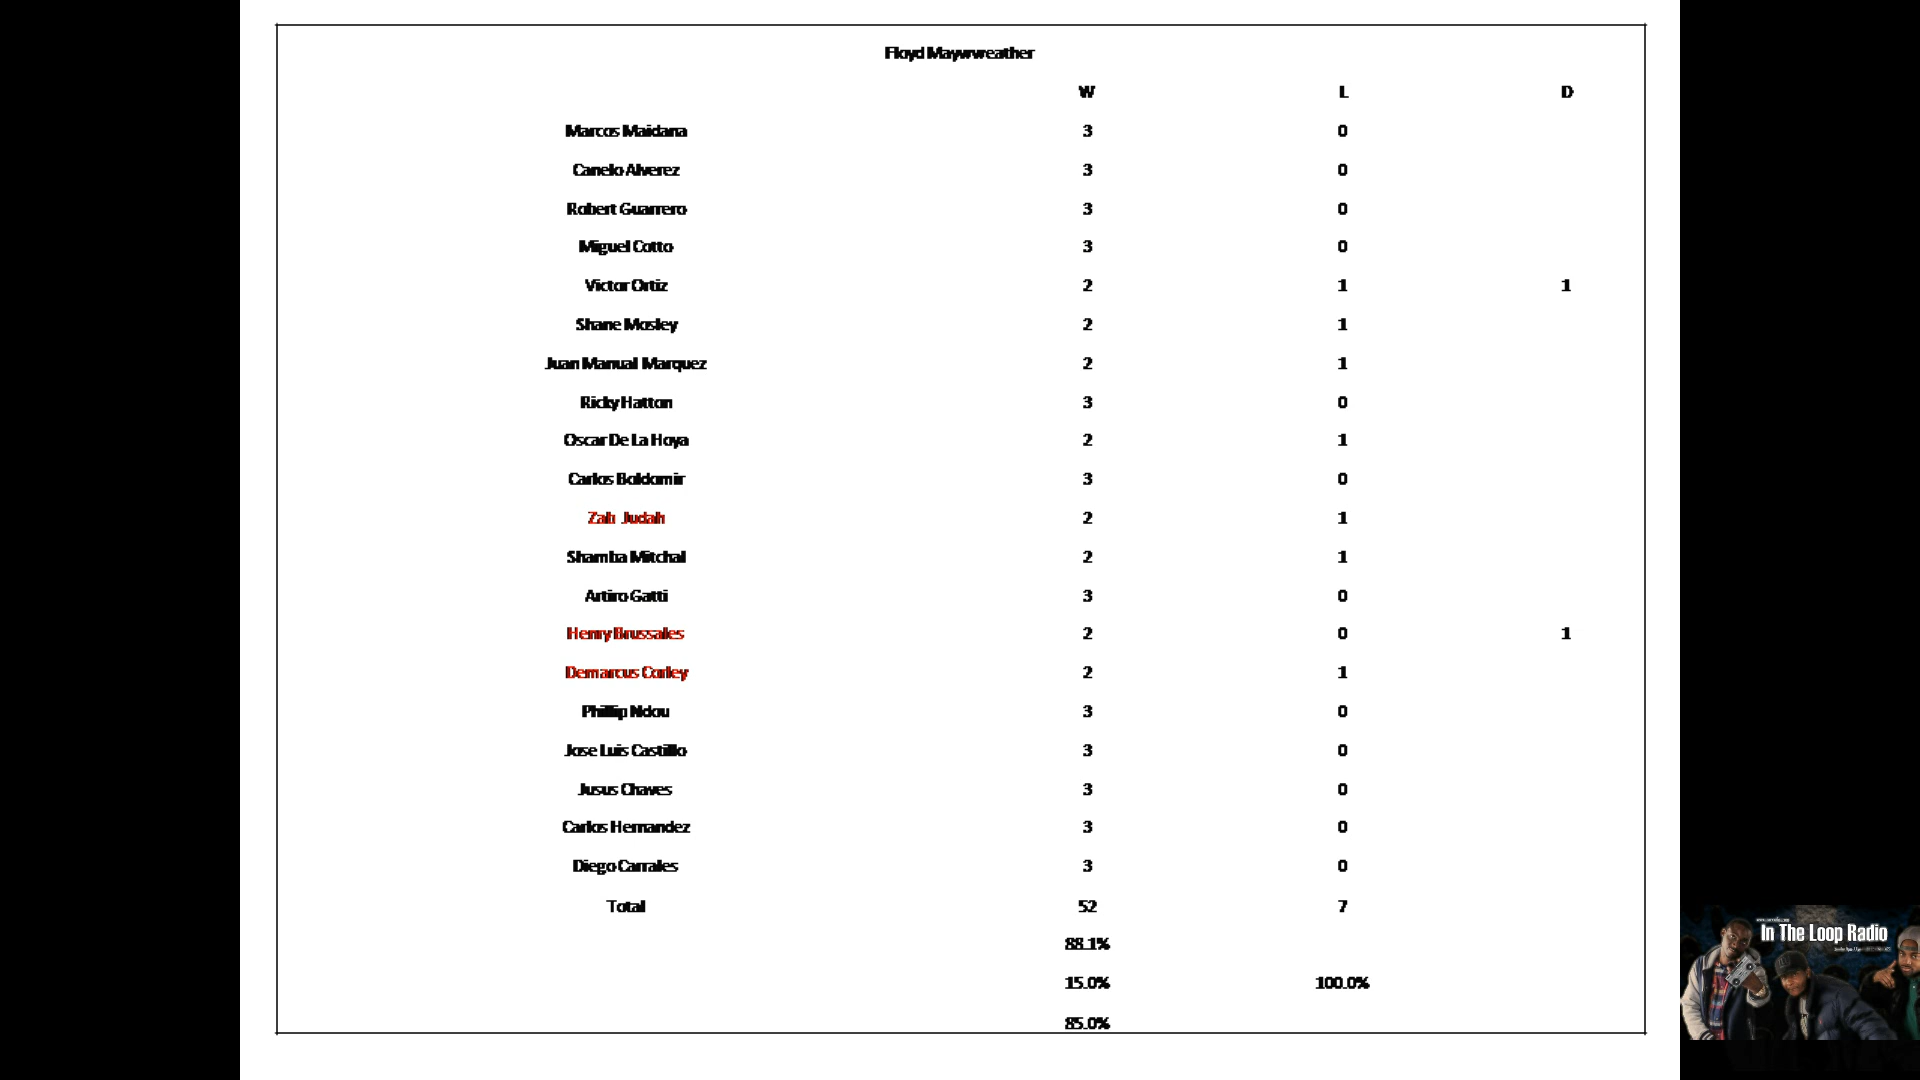 Floyd Maywweather
W L D
Marcos Maidana 3 0
Canelo Alverez 3 0
Robert Guarrero 3 0
Miguel Cotto 3 0
Victor Ortiz 2 1 1
Shane Mosley 2 1
Juan Manual Marquez 2 1
Ricky Hatton 3 0
Oscar De La Hoya 2 1
Carlos Boldomir 3 0
Zab Judah 2 1
Shamba Mitchal 2 1
Artiro Gatti 3 0
Henry Brussales 2 0 1
Demarcus Corley 2 1
Phillip Ndou 3 0
Jose Luis Castillo 3 0
Jusus Chaves 3 0
Carlos Hernandez 3 0
Diego Carrales 3 0
Total 52 7
88.1%
15.0% 100.0%
85.0%
In The Loop Radio